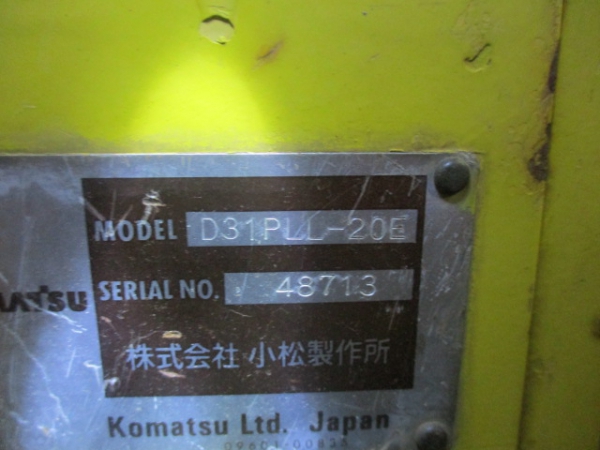 MODEL D31PLL-20E
SERIAL NO. 48713
株式会社 小松製作所
Komatsu Ltd. Japan